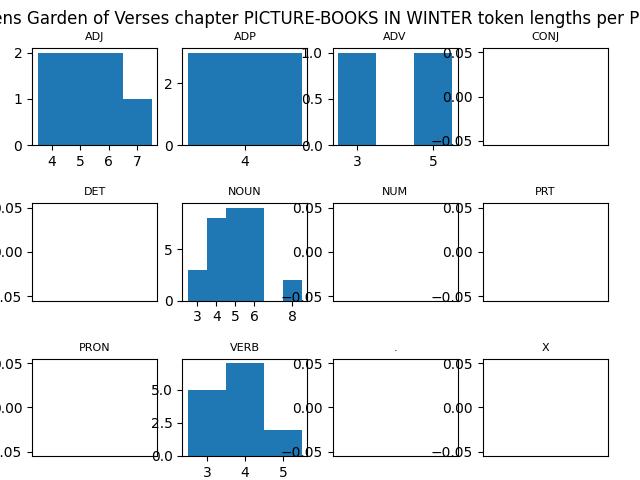 ens Garden of Verses chapter PICTURE-BOOKS IN WINTER token lengths per P
ADJ ADP ADV CONJ
2 1 0
4 5 6 7
2 0
4
1.0 0.5 0.0
3 5
0.05 0.00 −0.05
DET NOUN NUM PRT
0.05 0.00 .05
5 0
3 4 5 6 8
0.05 0.00 −0.05
0.05 0.00 −0.05
PRON VERB . X
0.05 0.00 .05
5.0 2.5 0.0
3 4 5
0.05 0.00 −0.05
0.05 0.00 −0.05